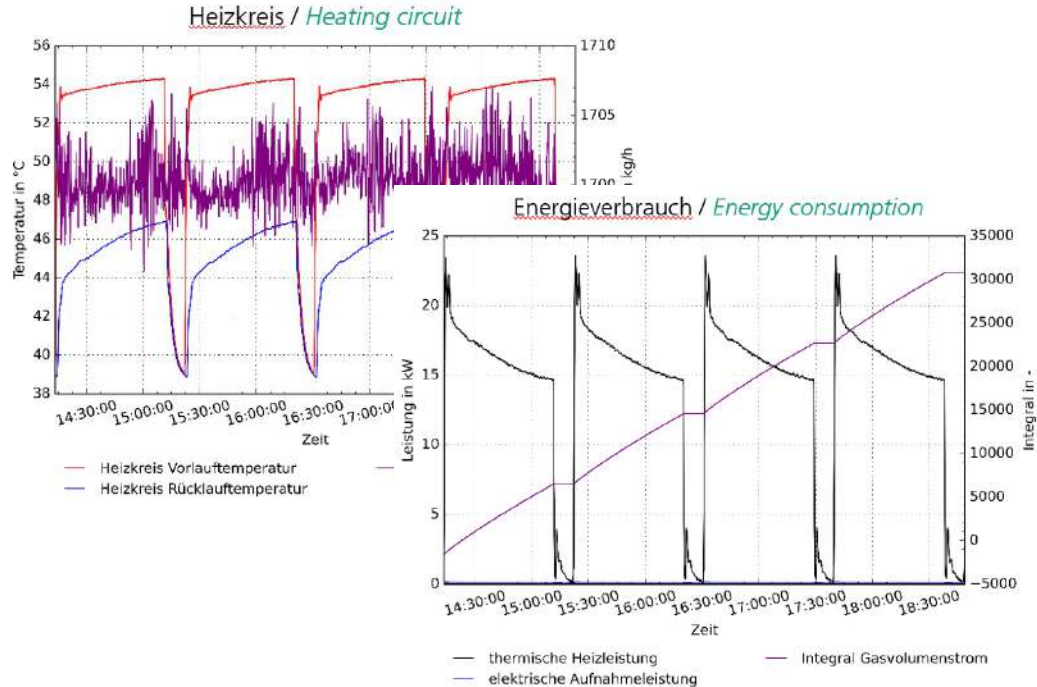 Heizkreis / Heating circuit
56
54
52
50
48
46
44
42
40
38
Temperatur in °C
1710
1705
1700
kg/h
14:30:00 15:00:00 15:30:00 16:00:00 16:30:00 17:00:00
Zeit
Heizkreis Vorlauftemperatur
Heizkreis Rücklauftemperatur
Energieverbrauch / Energy consumption
25
20
15
10
5
0
Leistung in kW
35000
30000
25000
20000
15000
10000
5000
0
−5000
Integral in -
14:30:00 15:00:00 15:30:00 16:00:00 16:30:00 17:00:00 17:30:00 18:00:00 18:30:00
Zeit
thermische Heizleistung
elektrische Aufnahmeleistung
Integral Gasvolumenstrom